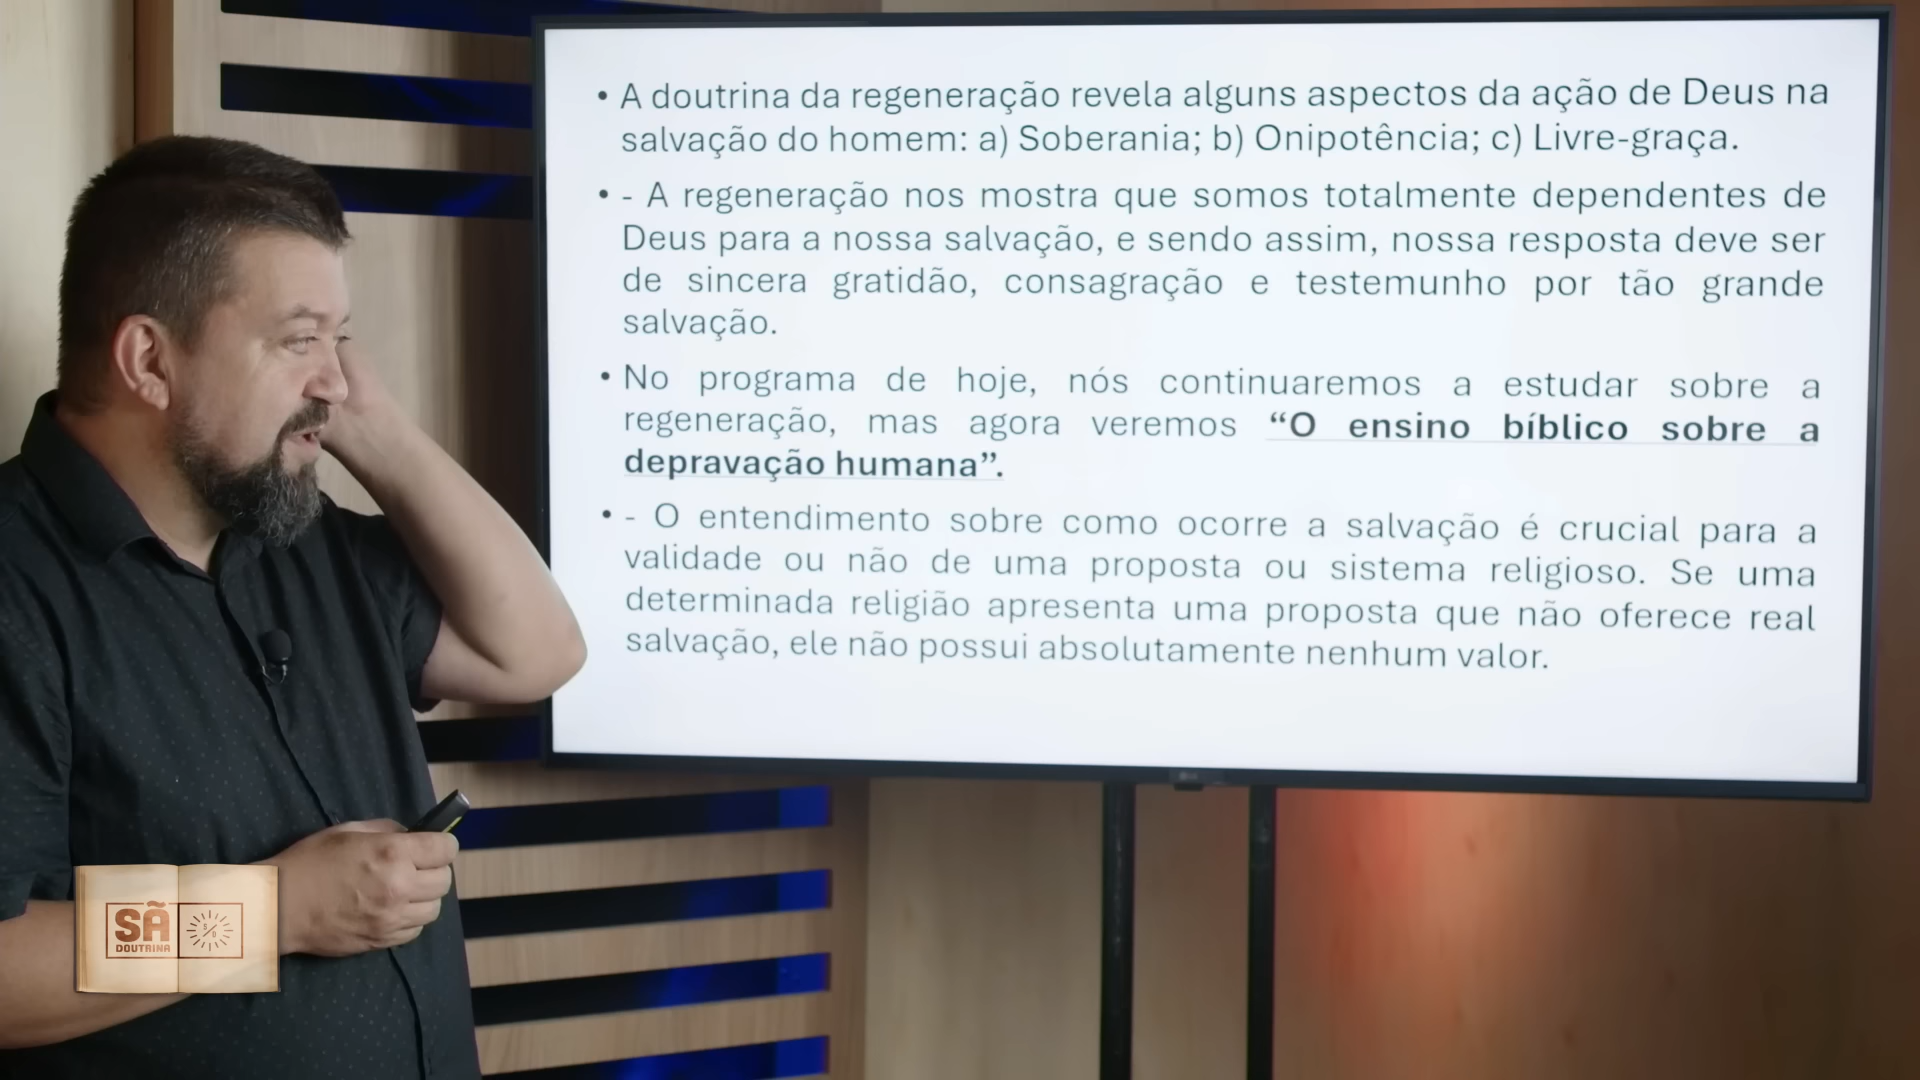 • A doutrina da regeneração revela alguns aspectos da ação de Deus na
salvação do homem: a) Soberania; b) Onipotência; c) Livre-graça.
• - A regeneração nos mostra que somos totalmente dependentes de
Deus para a nossa salvação, e sendo assim, nossa resposta deve ser
de sincera gratidão, consagração e testemunho por tão grande
salvação.
• No programa de hoje, nós continuaremos a estudar sobre a
regeneração, mas agora veremos “O ensino bíblico sobre a
depravação humana”.
• - O entendimento sobre como ocorre a salvação é crucial para a
validade ou não de uma proposta ou sistema religioso. Se uma
determinada religião apresenta uma proposta que não oferece real
salvação, ele não possui absolutamente nenhum valor.
SÃ
DOUTRINA
S/D